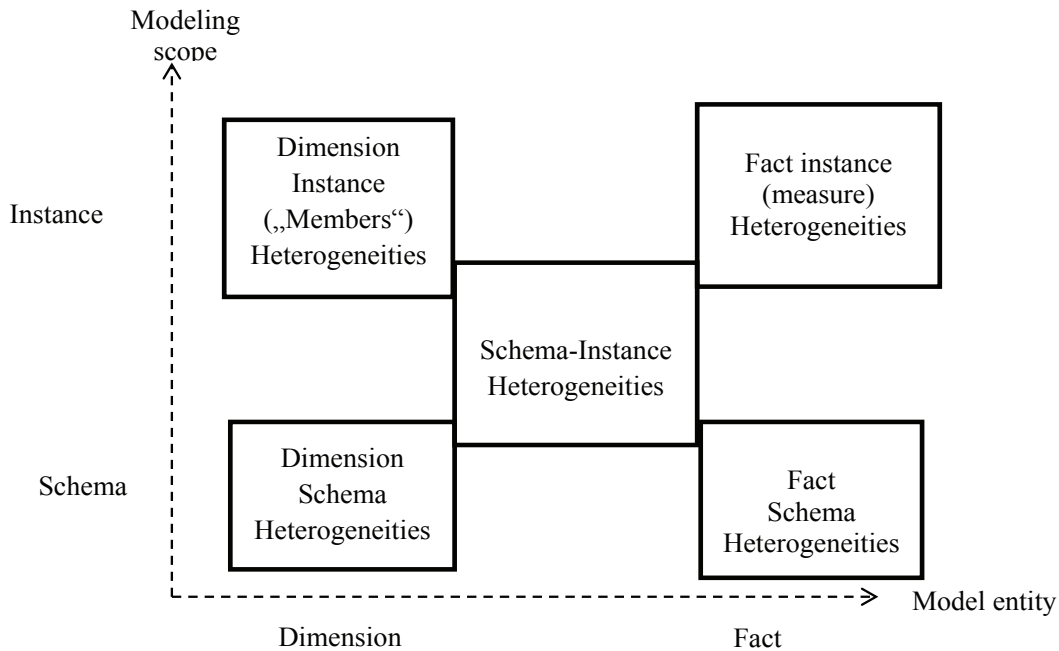 Modeling
scope
Dimension
Instance
(„Members“)
Heterogeneities
Fact instance
(measure)
Heterogeneities
Instance
Schema-Instance
Heterogeneities
Dimension
Schema
Heterogeneities
Fact
Schema
Heterogeneities
Schema
Model entity
Dimension
Fact